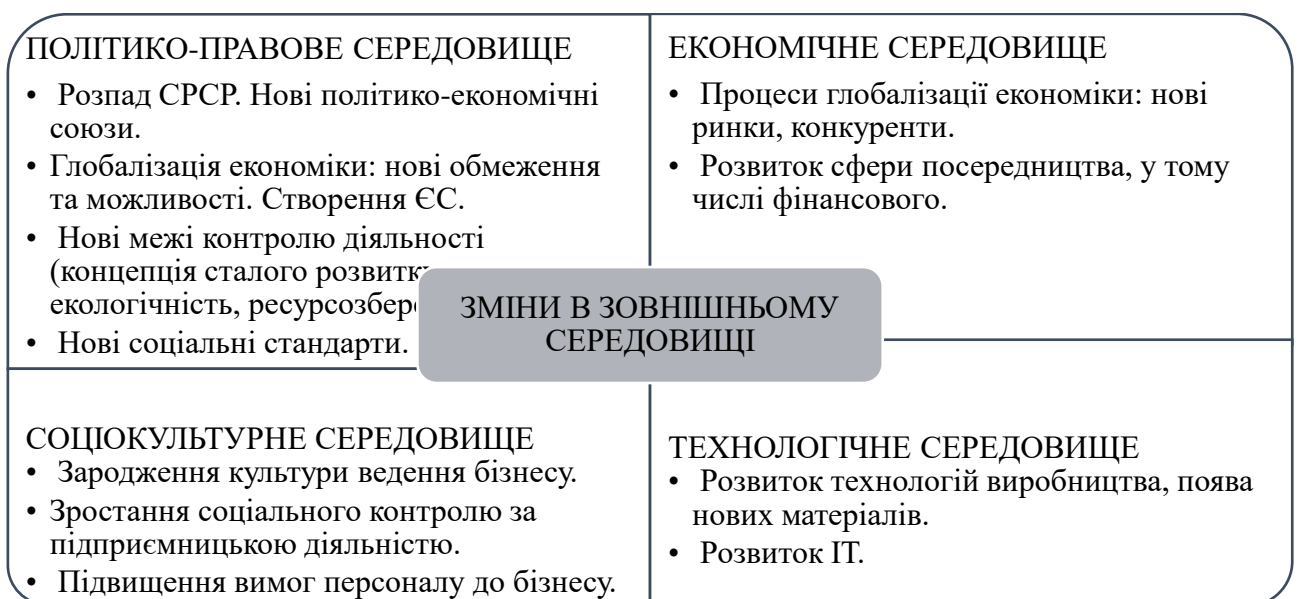 ПОЛІТИКО-ПРАВОВЕ СЕРЕДОВИЩЕ
• Розпад СРСР. Нові політико-економічні
союзи.
• Глобалізація економіки: нові обмеження
та можливості. Створення ЄС.
• Нові межі контролю діяльності
(концепція сталого
екологічність,
• Нові соціальні стандарти.
ЕКОНОМІЧНЕ СЕРЕДОВИЩЕ
• Процеси глобалізації економіки: нові
ринки, конкуренти.
• Розвиток сфери посередництва, у тому
числі фінансового.
ЗМІНИ В ЗОВНІШНЬОМУ
СЕРЕДОВИЩІ
СОЦІОКУЛЬТУРНЕ СЕРЕДОВИЩЕ
• Зародження культури ведення бізнесу.
• Зростання соціального контролю за
підприємницькою діяльністю.
• Підвищення вимог персоналу до бізнесу.
ТЕХНОЛОГІЧНЕ СЕРЕДОВИЩЕ
• Розвиток технологій виробництва, поява
нових матеріалів.
• Розвиток ІТ.